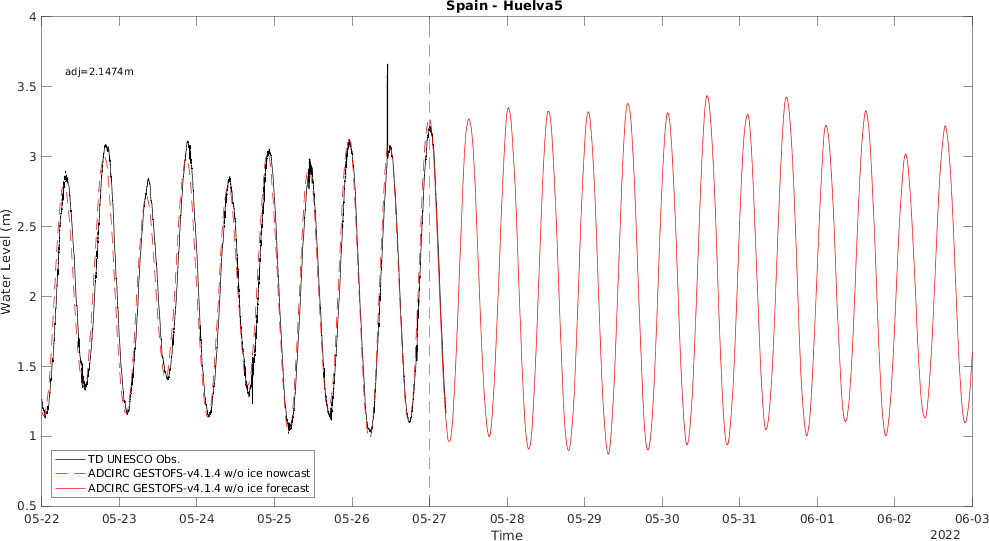 Spain - Huelva5
adj=2.1474m
4
3.5
3
2.5
2
1.5
1
0.5
Water Level (m)
TD UNESCO Obs.
ADCIRC GESTOFS-v4.1.4 w/o ice nowcast
ADCIRC GESTOFS-v4.1.4 w/o ice forecast
05-22 05-23 05-24 05-25 05-26 05-27 05-28 05-29 05-30 05-31 06-01 06-02 06-03
Time
2022